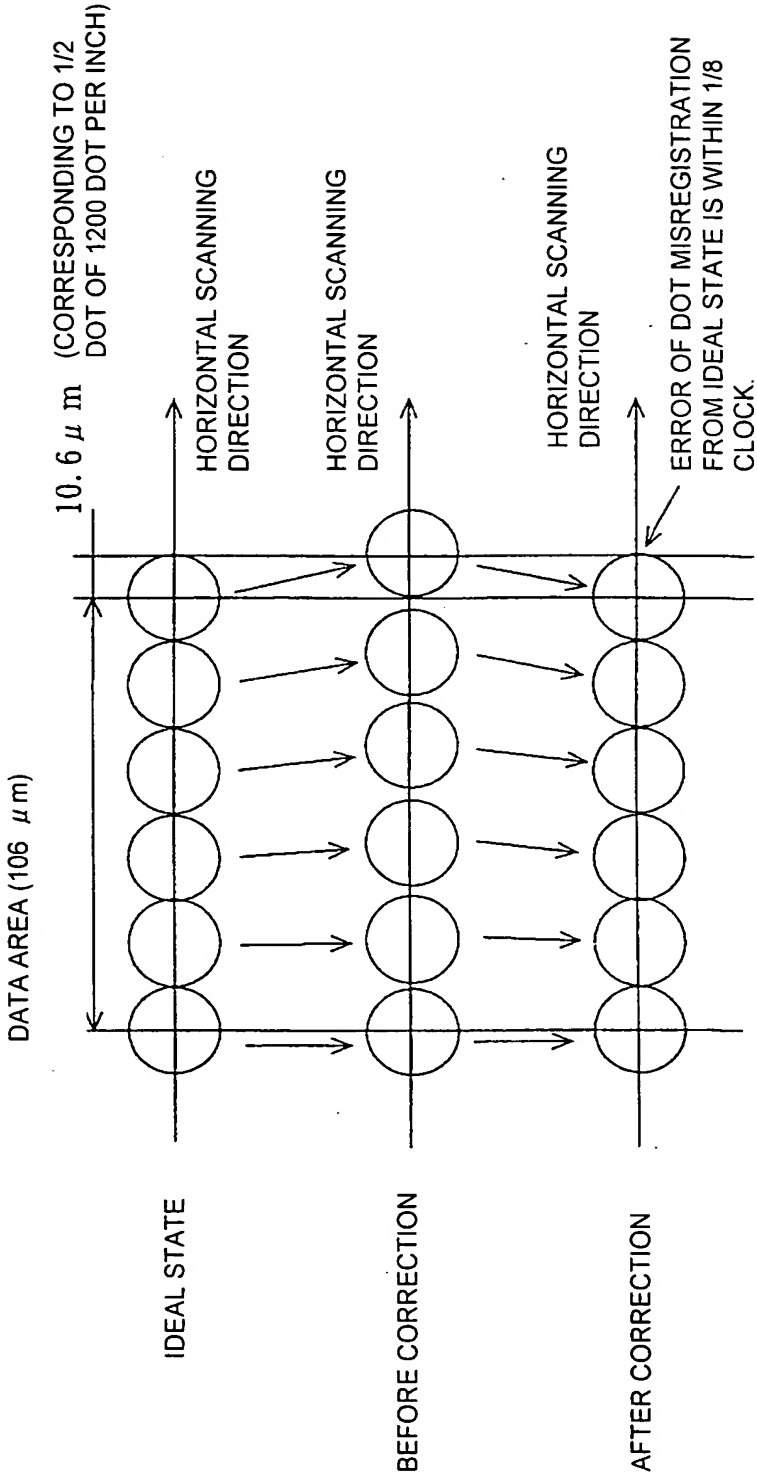 DATA AREA (106 μm)
10. 6 μ m (CORRESPONDING TO 1/2
DOT OF 1200 DOT PER INCH)
IDEAL STATE
HORIZONTAL SCANNING
DIRECTION
BEFORE CORRECTION
HORIZONTAL SCANNING
DIRECTION
AFTER CORRECTION
HORIZONTAL SCANNING
DIRECTION
ERROR OF DOT MISREGISTRATION
FROM IDEAL STATE IS WITHIN 1/8
CLOCK.